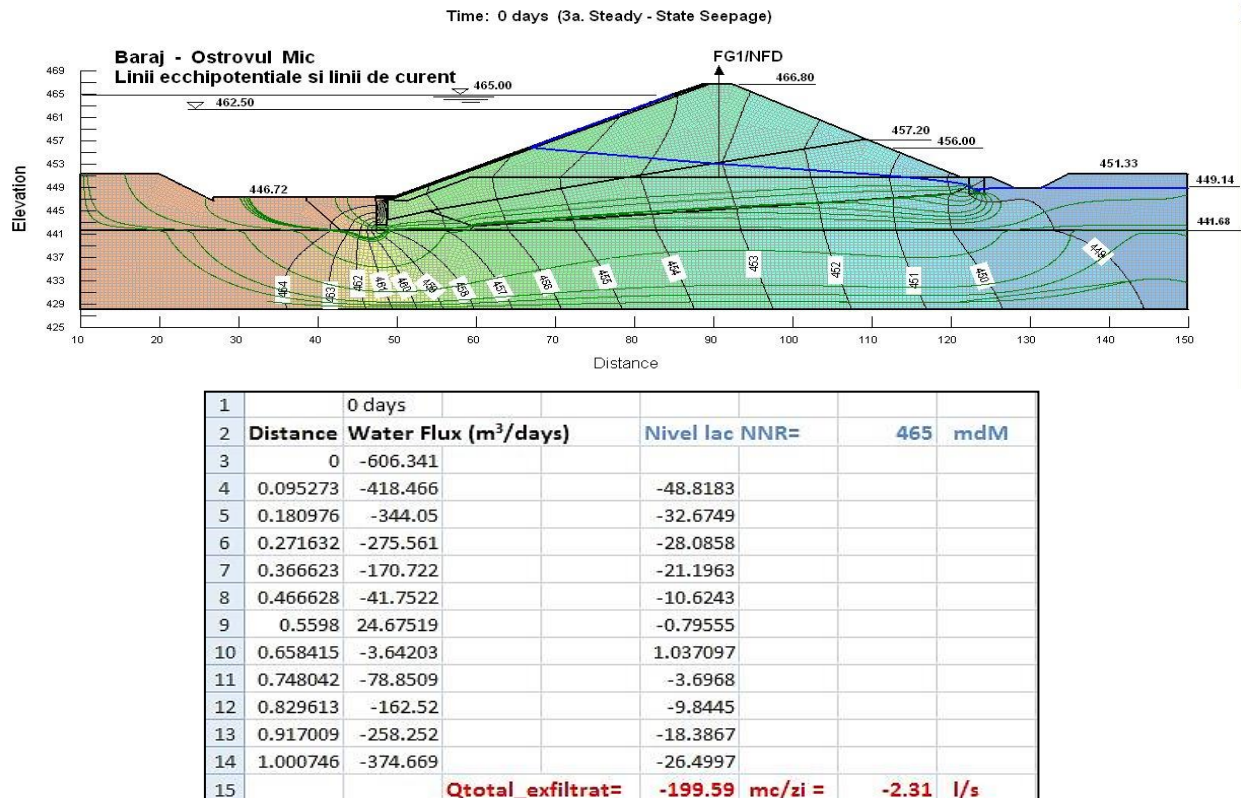 Time: 0 days (3a. Steady - State Seepage)
Baraj - Ostrovul Mic
Linii ecchipotentiale si linii de curent
FG1/NFD
466.80
465.00
462.50
457.20
456.00
451.33
449.14
446.72
441.68
Elevation
469
465
461
457
453
449
445
441
437
433
429
425
464
463
462
461
460
459
458
457
456
455
454
453
452
451
450
449
10 20 30 40 50 60 70 80 90 100 110 120 130 140 150
Distance
1 0 days
2 Distance Water Flux (m³/days) Nivel lac NNR= 465 mdM
3 0 -606.341
4 0.095273 -418.466 -48.8183
5 0.180976 -344.05 -32.6749
6 0.271632 -275.561 -28.0858
7 0.366623 -170.722 -21.1963
8 0.466628 -41.7522 -10.6243
9 0.5598 24.67519 -0.79555
10 0.658415 -3.64203 1.037097
11 0.748042 -78.8509 -3.6968
12 0.829613 -162.52 -9.8445
13 0.917009 -258.252 -18.3867
14 1.000746 -374.669 -26.4997
15 Qtotal_exfiltrat= -199.59 mc/zi = -2.31 l/s